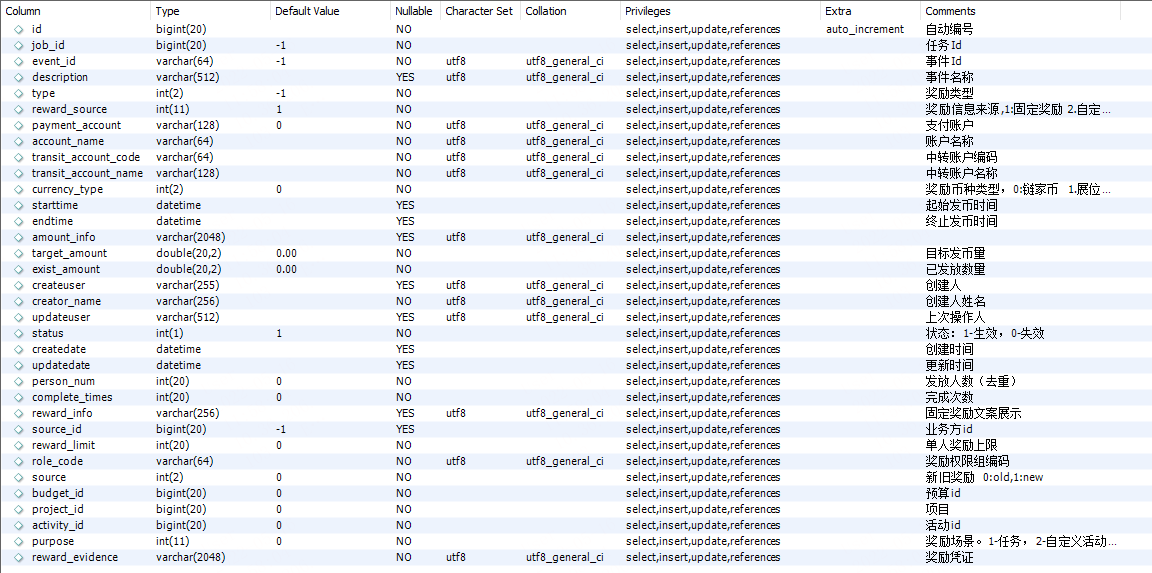 Column Type Default Value Nullable Character Set Collation Privileges Extra Comments
id bigint(20) NO select,insert,update,references auto_increment 自动编号
job_id bigint(20) -1 NO select,insert,update,references 任务Id
event_id varchar(64) -1 NO utf8 utf8_general_ci select,insert,update,references 事件Id
description varchar(512) YES utf8 utf8_general_ci select,insert,update,references 事件名称
type int(2) -1 NO select,insert,update,references 奖励类型
reward_source int(11) 1 NO select,insert,update,references 奖励信息来源,1:固定奖励 2.自定...
payment_account varchar(128) 0 NO utf8 utf8_general_ci select,insert,update,references 支付账户
account_name varchar(64) NO utf8 utf8_general_ci select,insert,update,references 账户名称
transit_account_code varchar(64) NO utf8 utf8_general_ci select,insert,update,references 中转账户编码
transit_account_name varchar(128) NO utf8 utf8_general_ci select,insert,update,references 中转账户名称
currency_type int(2) 0 NO select,insert,update,references 奖励币种类型，0:链家币 1.展位...
starttime datetime YES select,insert,update,references 起始发币时间
endtime datetime YES select,insert,update,references 终止发币时间
amount_info varchar(2048) YES utf8 utf8_general_ci select,insert,update,references
target_amount double(20,2) 0.00 NO select,insert,update,references 目标发币量
exist_amount double(20,2) 0.00 NO select,insert,update,references 已发放数量
createuser varchar(255) YES utf8 utf8_general_ci select,insert,update,references 创建人
creator_name varchar(256) NO utf8 utf8_general_ci select,insert,update,references 创建人姓名
updateuser varchar(512) YES utf8 utf8_general_ci select,insert,update,references 上次操作人
status int(1) 1 NO select,insert,update,references 状态：1-生效，0-失效
createdate datetime YES select,insert,update,references 创建时间
updatedate datetime YES select,insert,update,references 更新时间
person_num int(20) 0 NO select,insert,update,references 发放人数（去重）
complete_times int(20) 0 NO select,insert,update,references 完成次数
reward_info varchar(256) YES utf8 utf8_general_ci select,insert,update,references 固定奖励文案展示
source_id bigint(20) -1 YES select,insert,update,references 业务方id
reward_limit int(20) 0 NO select,insert,update,references 单人奖励上限
role_code varchar(64) NO utf8 utf8_general_ci select,insert,update,references 奖励权限组编码
source int(2) 0 NO select,insert,update,references 新旧奖励 0:old,1:new
budget_id bigint(20) 0 NO select,insert,update,references 预算id
project_id bigint(20) 0 NO select,insert,update,references 项目
activity_id bigint(20) 0 NO select,insert,update,references 活动id
purpose int(11) 0 NO select,insert,update,references 奖励场景。1-任务，2-自定义活动...
reward_evidence varchar(2048) NO utf8 utf8_general_ci select,insert,update,references 奖励凭证